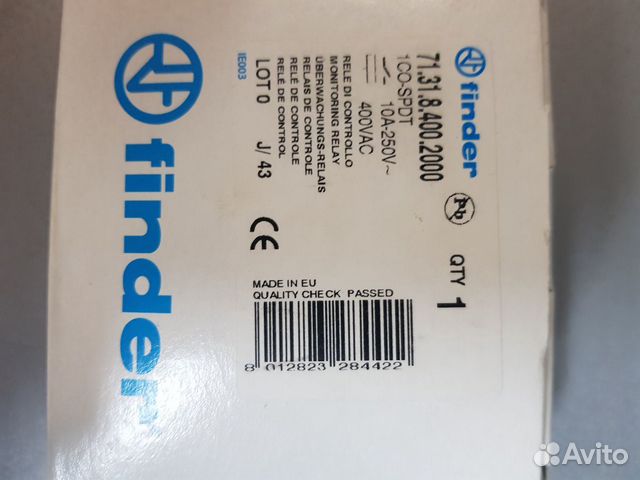 finder
finder
71.31.8.400.2000
1CO-SPDT
10A-250V~
400VAC
RELE DI CONTROLLO
MONITORING RELAY
ÜBERWACHUNGS-RELAIS
RELAIS DE CONTROLE
RELÉ DE CONTROLE
RELÉ DE CONTROL
LOT 0 J/ 43
IE003
Pb
QTY 1
CE
MADE IN EU
QUALITY CHECK PASSED
8 012823 284422
Avito